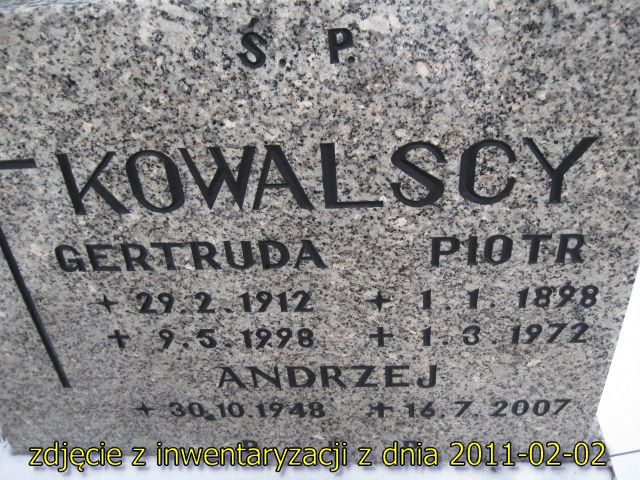 Ś. P.
KOWALSCY
GERTRUDA PIOTR
+ 29.2.1912 + 1.1.1898
+ 9.5.1998 + 1.3.1972
ANDRZEJ
+ 30.10.1948 + 16.7.2007
zdjęcie z inwentaryzacji z dnia 2011-02-02